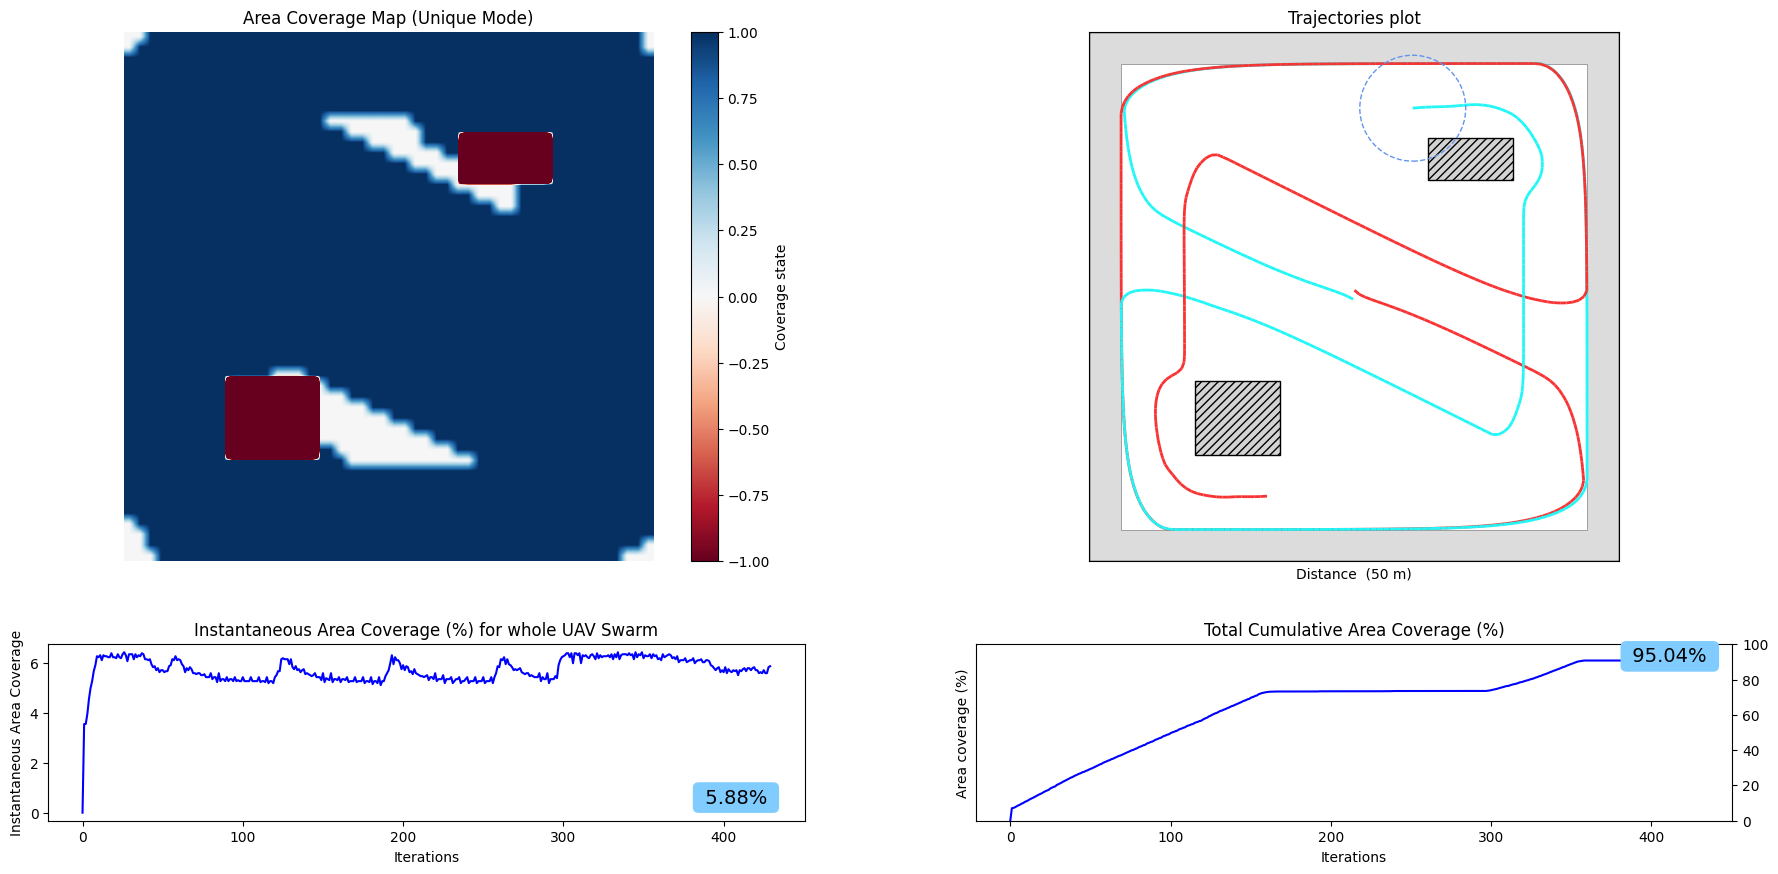 Area Coverage Map (Unique Mode)
1.00
0.75
0.50
0.25
0.00
−0.25
−0.50
−0.75
−1.00
Coverage state
Trajectories plot
Distance  (50 m)
Instantaneous Area Coverage (%) for whole UAV Swarm
Instantaneous Area Coverage
6
4
2
0
5.88%
0 100 200 300 400
Iterations
Total Cumulative Area Coverage (%)
Area coverage (%)
95.04%
100
80
60
40
20
0
0 100 200 300 400
Iterations